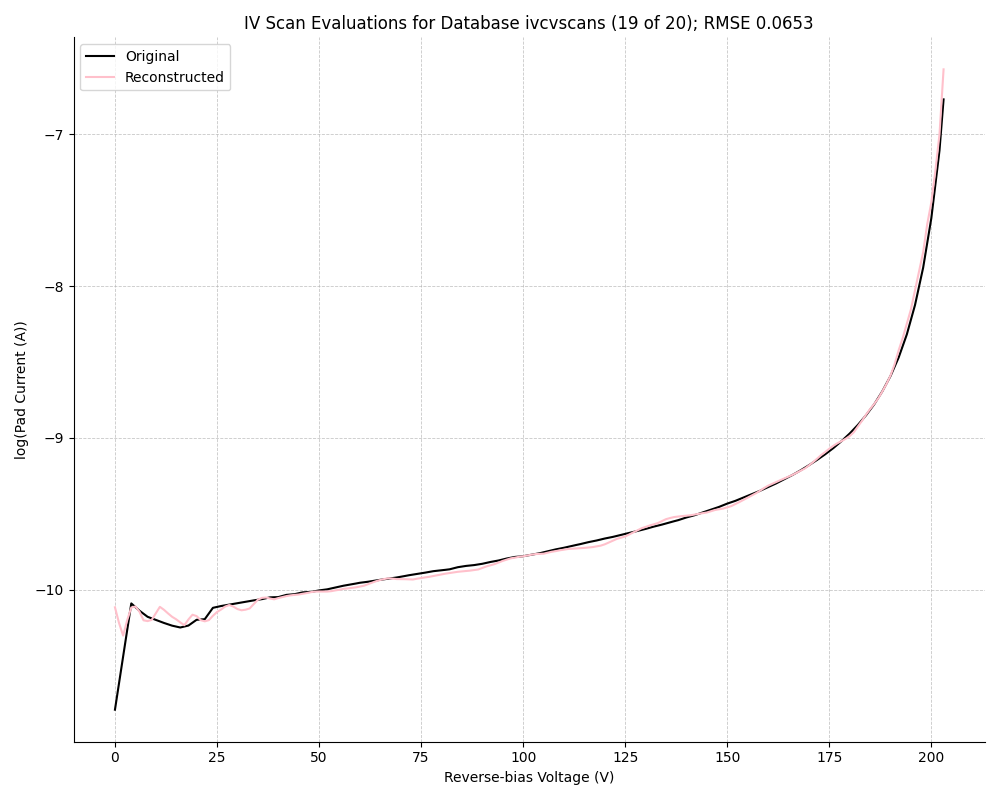 IV Scan Evaluations for Database ivcvscans (19 of 20); RMSE 0.0653
Original
Reconstructed
−7
−8
−9
−10
log(Pad Current (A))
0
25
50
75
100
125
150
175
200
Reverse-bias Voltage (V)